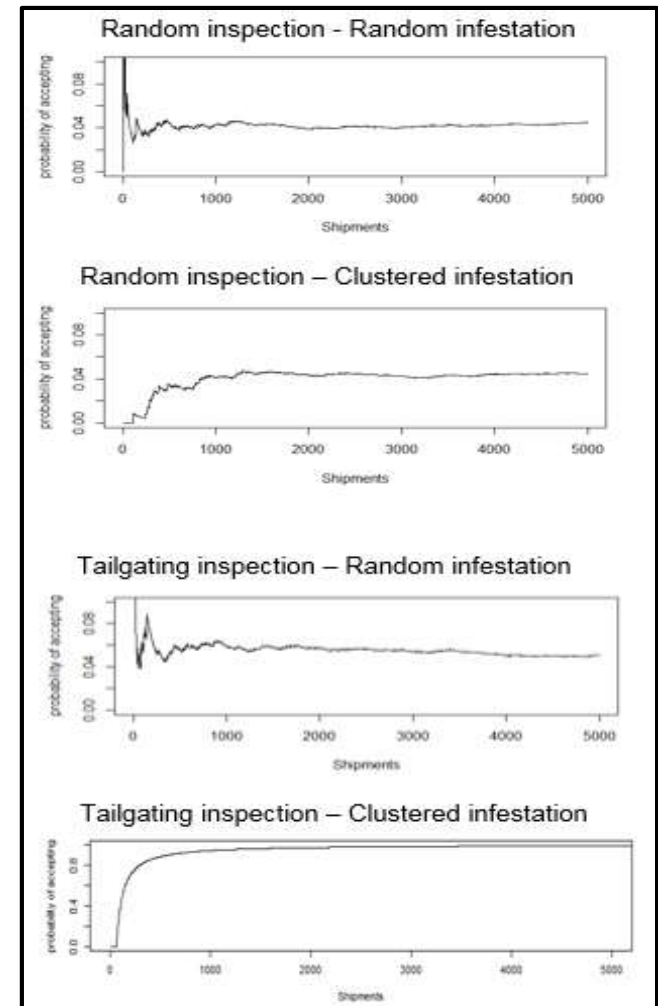 Random inspection - Random infestation
probability of accepting
0.08
0.04
0.00
0 1000 2000 3000 4000 5000
Shipments
Random inspection – Clustered infestation
probability of accepting
0.08
0.04
0.00
0 1000 2000 3000 4000 5000
Shipments
Tailgating inspection – Random infestation
probability of accepting
0.08
0.04
0.00
0 1000 2000 3000 4000 5000
Shipments
Tailgating inspection – Clustered infestation
probability of accepting
0.8
0.4
0.0
0 1000 2000 3000 4000 5000
Shipments